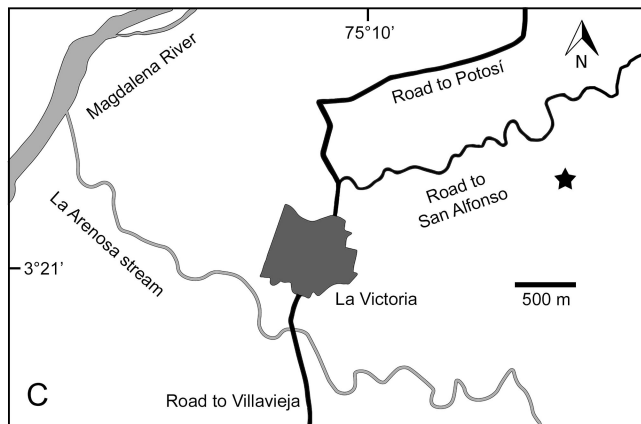 75°10’
Magdalena River
N
Road to Potosí
Road to
San Alfonso
La Arenosa stream
3°21’
La Victoria
500 m
C
Road to Villavieja